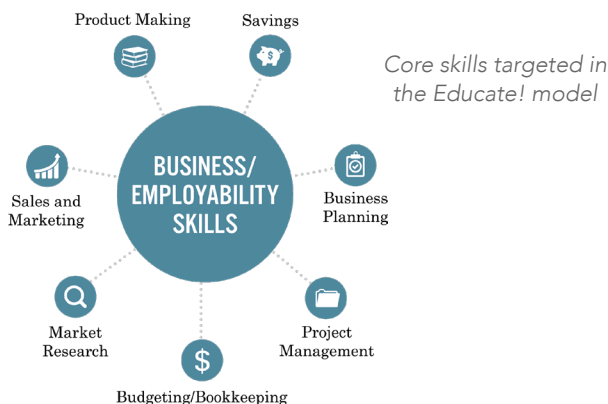 Product Making
Savings
Core skills targeted in
the Educate! model
$
BUSINESS/
EMPLOYABILITY
SKILLS
Sales and
Marketing
Business
Planning
Market
Research
Project
Management
$
Budgeting/Bookkeeping